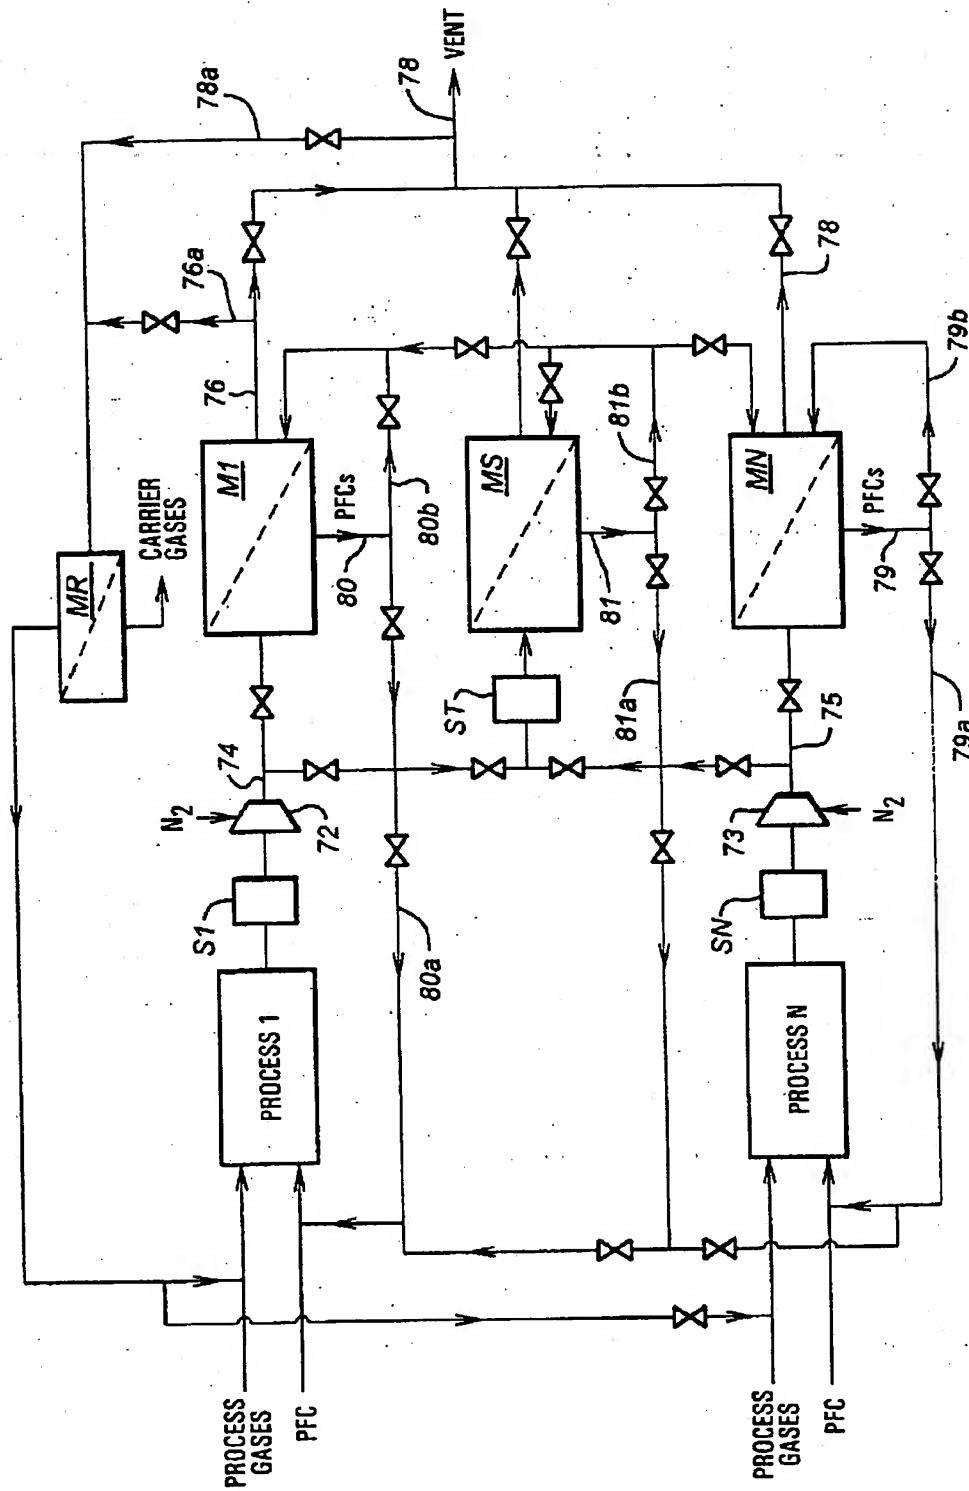 78a
78
VENT
76a
76
78
79b
MR
CARRIER
GASES
M1
PFCs
80
80b
MS
81
81b
MN
PFCs
79
79a
74
N2
72
S1
ST
81a
75
73
N2
SN
80a
PROCESS 1
PROCESS N
PROCESS
GASES
PFC
PROCESS
GASES
PFC